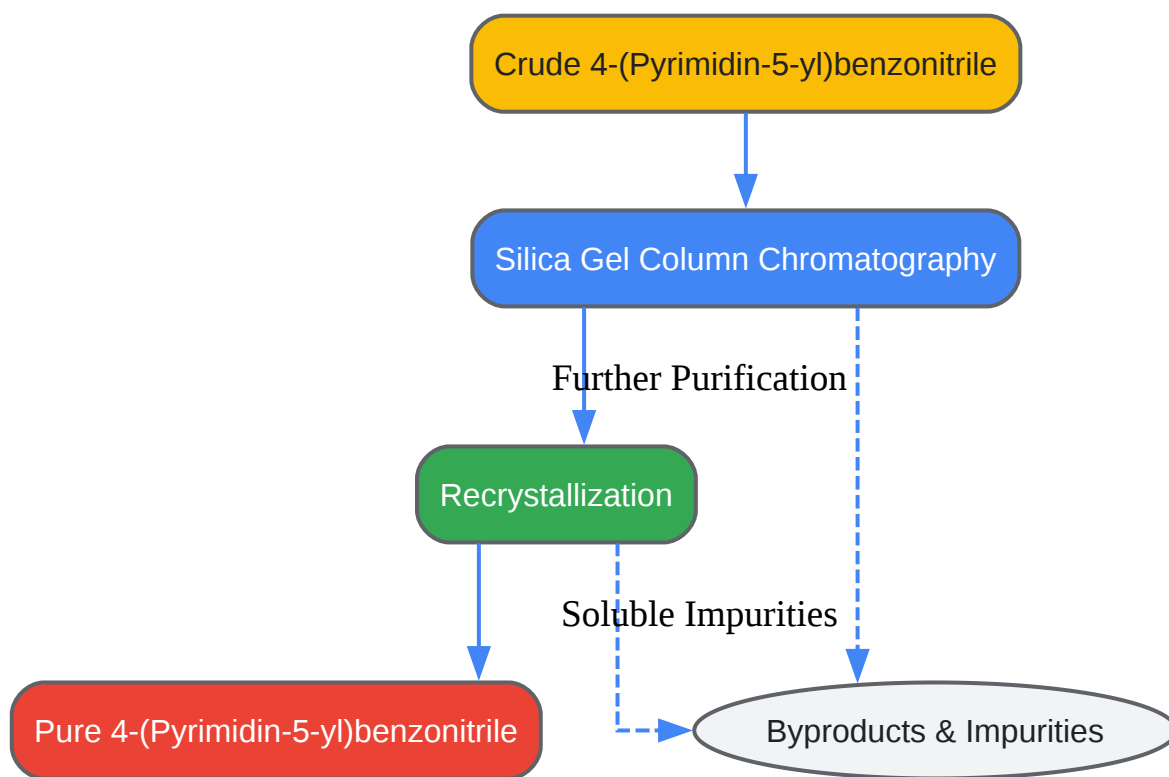 Crude 4-(Pyrimidin-5-yl)benzonitrile
Silica Gel Column Chromatography
Further Purification
Recrystallization
Soluble Impurities
Pure 4-(Pyrimidin-5-yl)benzonitrile
Byproducts & Impurities